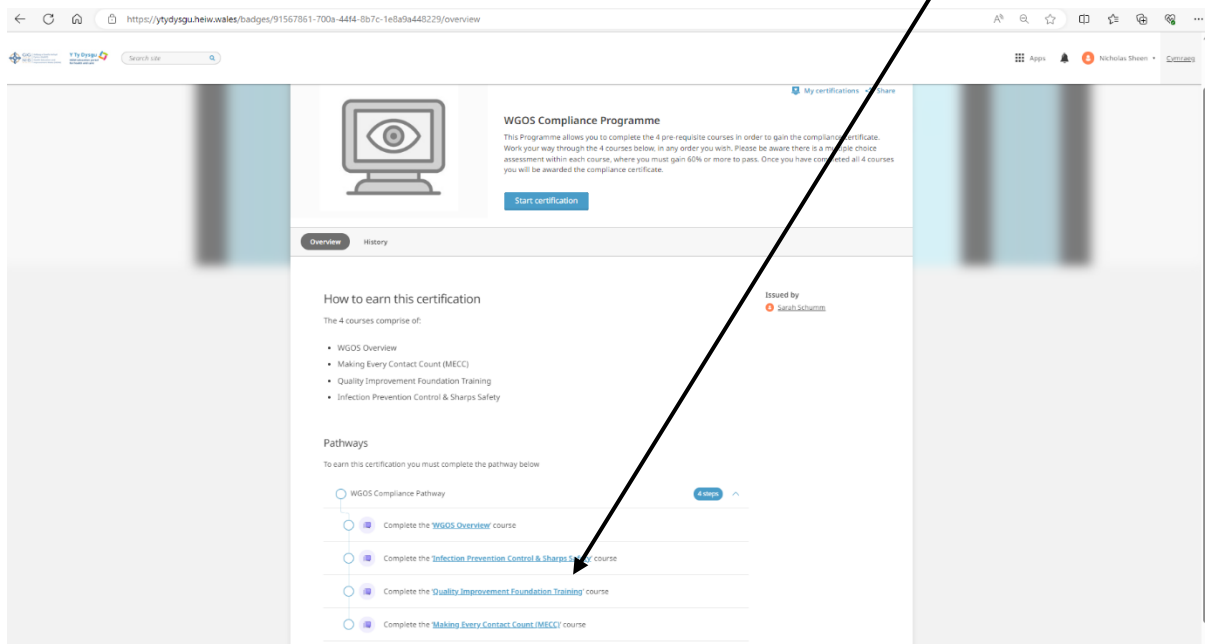 https://ytydysgu.heiw.wales/badges/91567861-700a-44f4-8b7c-1e8a9a448229/overview
Y Tŷ Dysgu
Search site
Apps
Nicholas Sheen
Cymraeg
My certifications
Share
WGOS Compliance Programme
This Programme allows you to complete the 4 pre-requisite courses in order to gain the compliance certificate.
Work your way through the 4 courses below, in any order you wish. Please be aware there is a multiple choice
assessment within each course, where you must gain 60% or more to pass. Once you have completed all 4 courses
you will be awarded the compliance certificate.
Start certification
Overview
History
How to earn this certification
Issued by
Sarah Schumm
The 4 courses comprise of:
• WGOS Overview
• Making Every Contact Count (MECC)
• Quality Improvement Foundation Training
• Infection Prevention Control & Sharps Safety
Pathways
To earn this certification you must complete the pathway below
WGOS Compliance Pathway
4 steps
Complete the 'WGOS Overview' course
Complete the 'Infection Prevention Control & Sharps Safety' course
Complete the 'Quality Improvement Foundation Training' course
Complete the 'Making Every Contact Count (MECC)' course